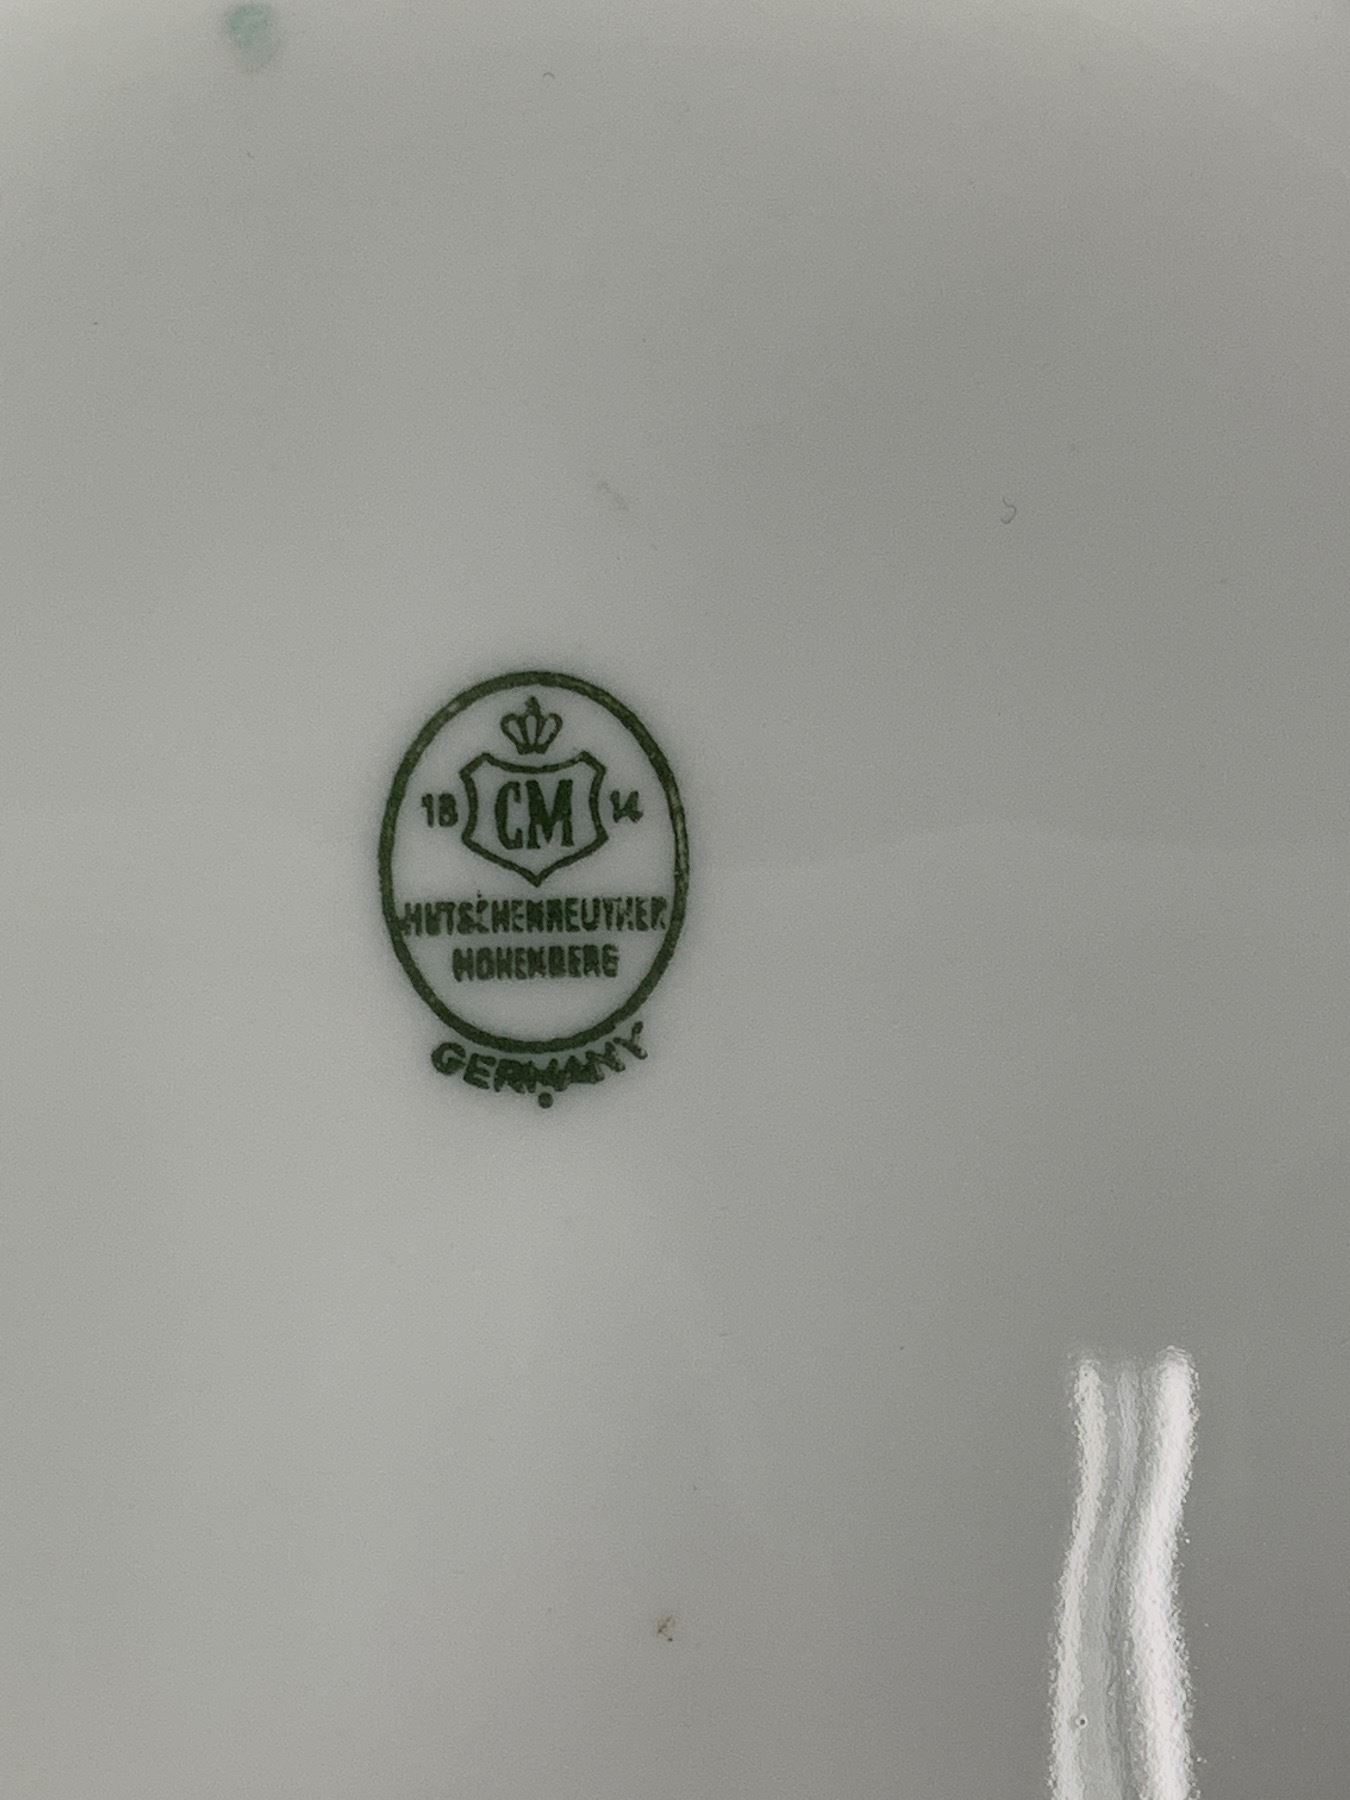 18 CM 14
HUTSCHENREUTHER
HOHENBERG
GERMANY